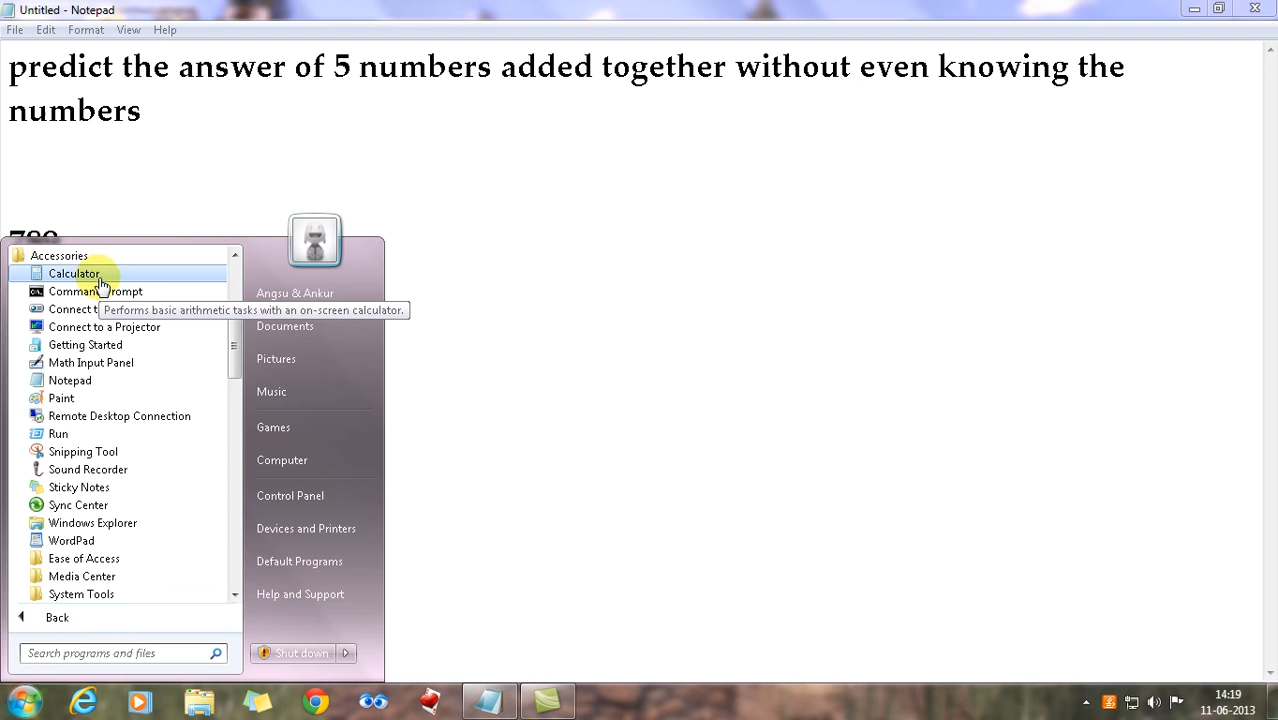 Untitled - Notepad
File Edit Format View Help
predict the answer of 5 numbers added together without even knowing the
numbers
780
Accessories
Calculator
Command Prompt
Connect t
Performs basic arithmetic tasks with an on-screen calculator.
Connect to a Projector
Getting Started
Math Input Panel
Notepad
Paint
Remote Desktop Connection
Run
Snipping Tool
Sound Recorder
Sticky Notes
Sync Center
Windows Explorer
WordPad
Ease of Access
Media Center
System Tools
Back
Search programs and files
Angsu & Ankur
Documents
Pictures
Music
Games
Computer
Control Panel
Devices and Printers
Default Programs
Help and Support
Shut down
14:19
11-06-2013